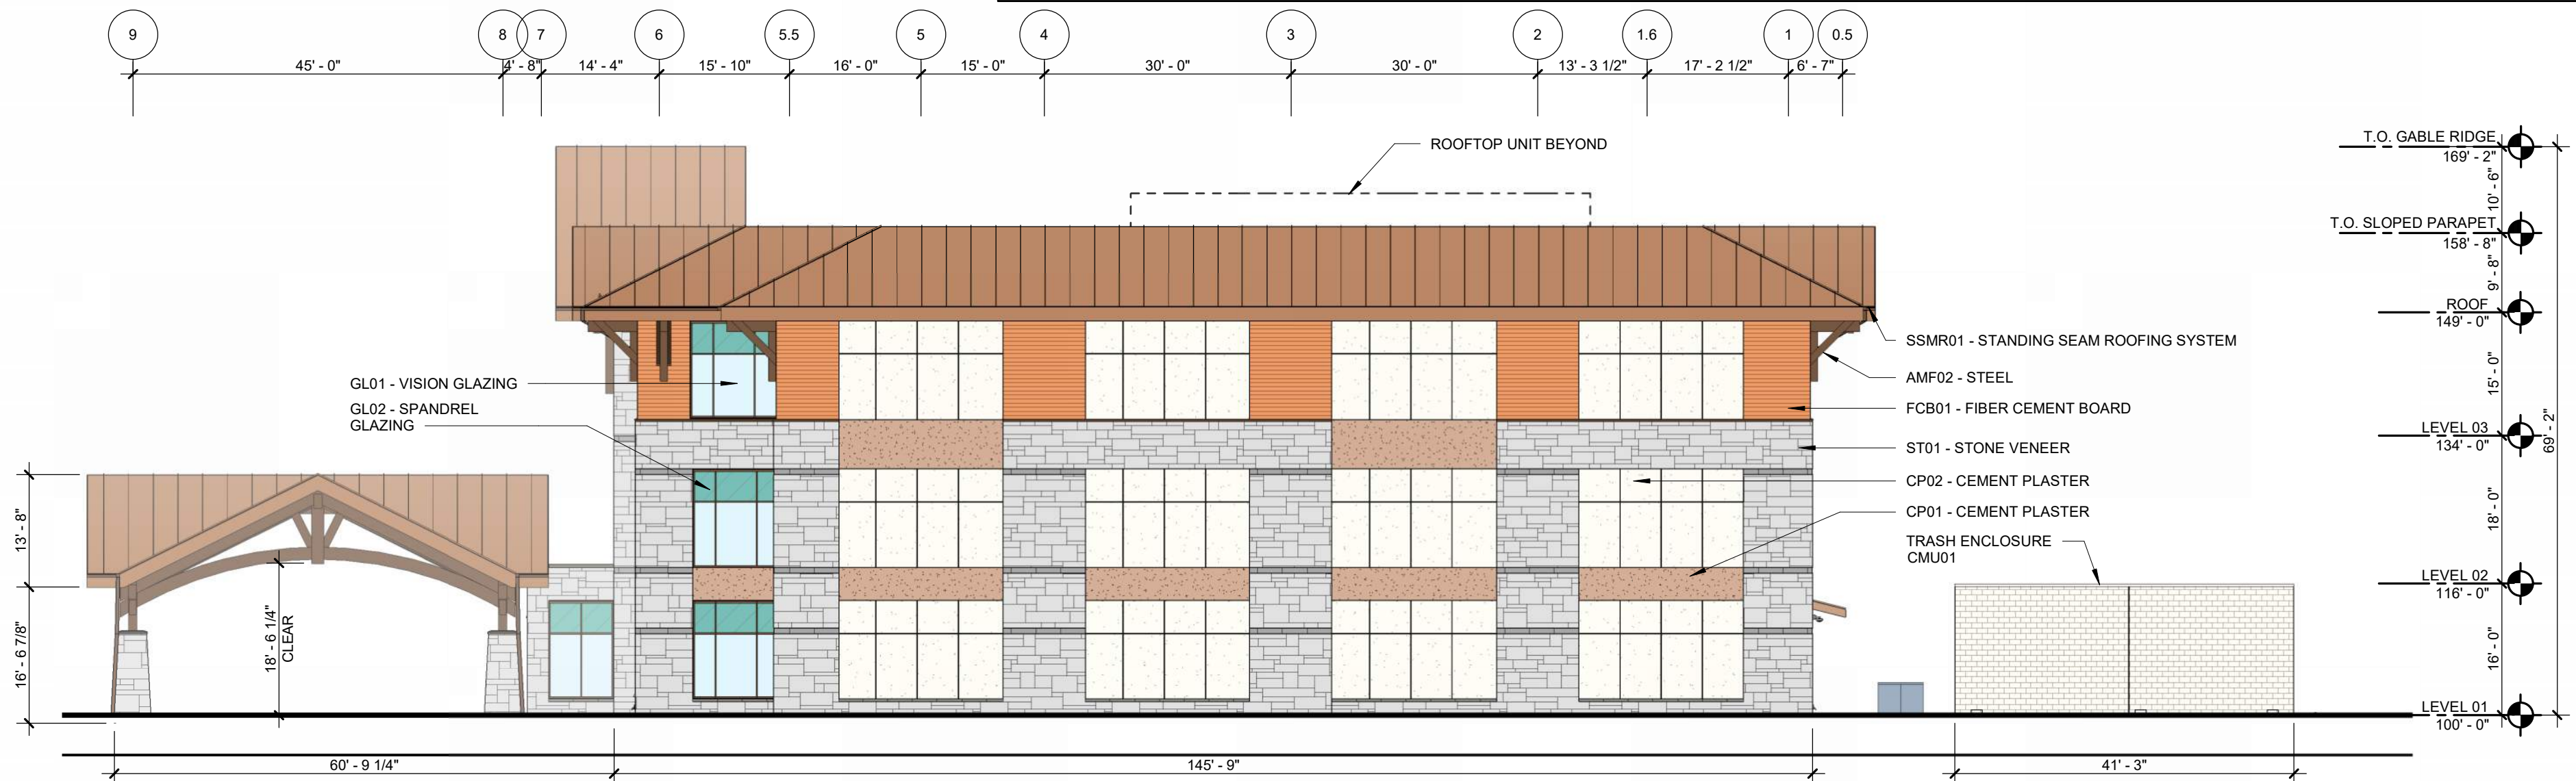 9 8 7 6 5.5 5 4 3 2 1.6 1 0.5
45' - 0" 4' - 8" 14' - 4" 15' - 10" 16' - 0" 15' - 0" 30' - 0" 30' - 0" 13' - 3 1/2" 17' - 2 1/2" 6' - 7"
ROOFTOP UNIT BEYOND
T.O. GABLE RIDGE
169' - 2"
10' - 6"
T.O. SLOPED PARAPET
158' - 8"
9' - 8"
ROOF
149' - 0"
15' - 0"
LEVEL 03
134' - 0"
69' - 2"
18' - 0"
LEVEL 02
116' - 0"
16' - 0"
LEVEL 01
100' - 0"
GL01 - VISION GLAZING
GL02 - SPANDREL
GLAZING
SSMR01 - STANDING SEAM ROOFING SYSTEM
AMF02 - STEEL
FCB01 - FIBER CEMENT BOARD
ST01 - STONE VENEER
CP02 - CEMENT PLASTER
CP01 - CEMENT PLASTER
TRASH ENCLOSURE
CMU01
13' - 8"
16' - 6 7/8"
18' - 6 1/4"
CLEAR
60' - 9 1/4" 145' - 9" 41' - 3"